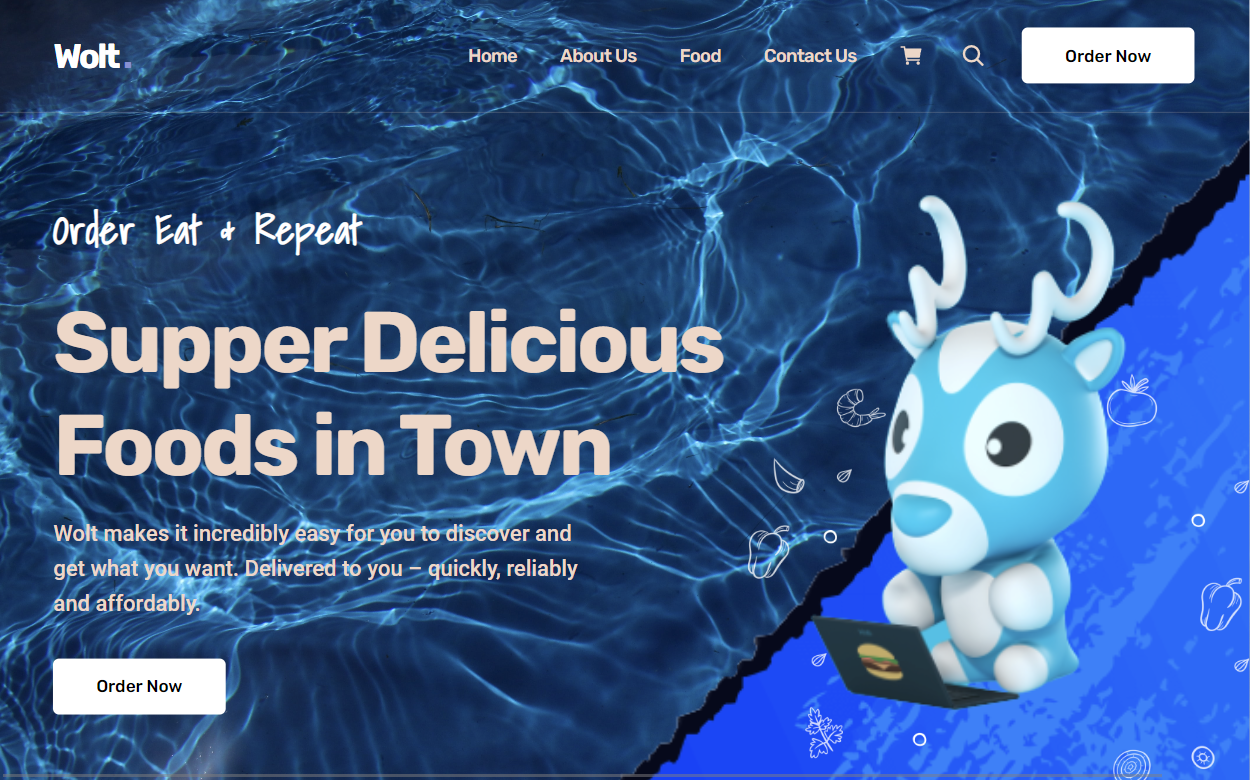 Wolt.
Home About Us Food Contact Us Order Now
Order Eat & Repeat
Supper Delicious
Foods in Town
Wolt makes it incredibly easy for you to discover and
get what you want. Delivered to you – quickly, reliably
and affordably.
Order Now